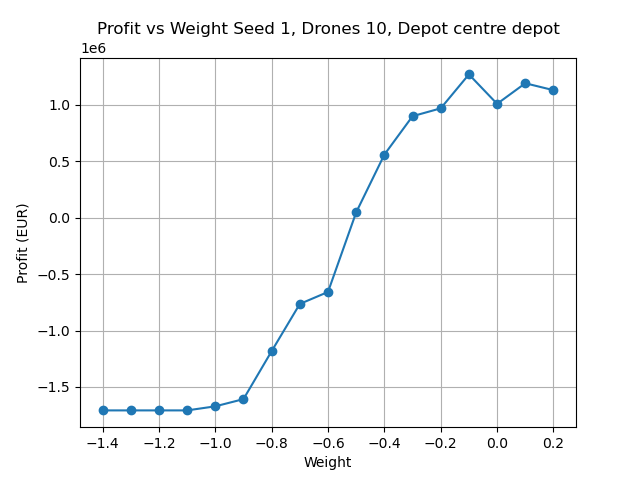 Profit vs Weight Seed 1, Drones 10, Depot centre depot
1e6
1.0
0.5
0.0
−0.5
−1.0
−1.5
Profit (EUR)
−1.4 −1.2 −1.0 −0.8 −0.6 −0.4 −0.2 0.0 0.2
Weight